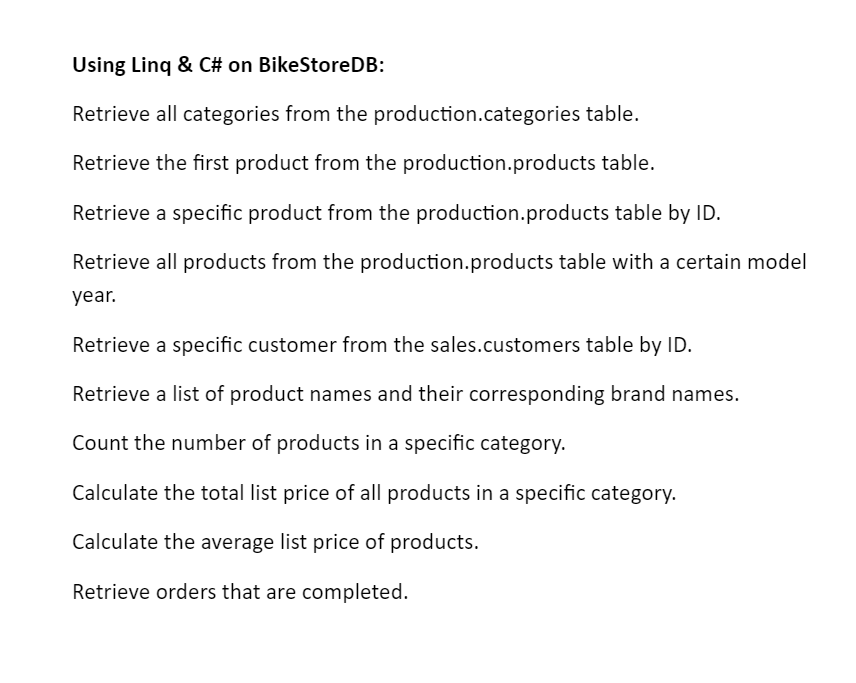 Using Linq & C# on BikeStoreDB:
Retrieve all categories from the production.categories table.
Retrieve the first product from the production.products table.
Retrieve a specific product from the production.products table by ID.
Retrieve all products from the production.products table with a certain model
year.
Retrieve a specific customer from the sales.customers table by ID.
Retrieve a list of product names and their corresponding brand names.
Count the number of products in a specific category.
Calculate the total list price of all products in a specific category.
Calculate the average list price of products.
Retrieve orders that are completed.